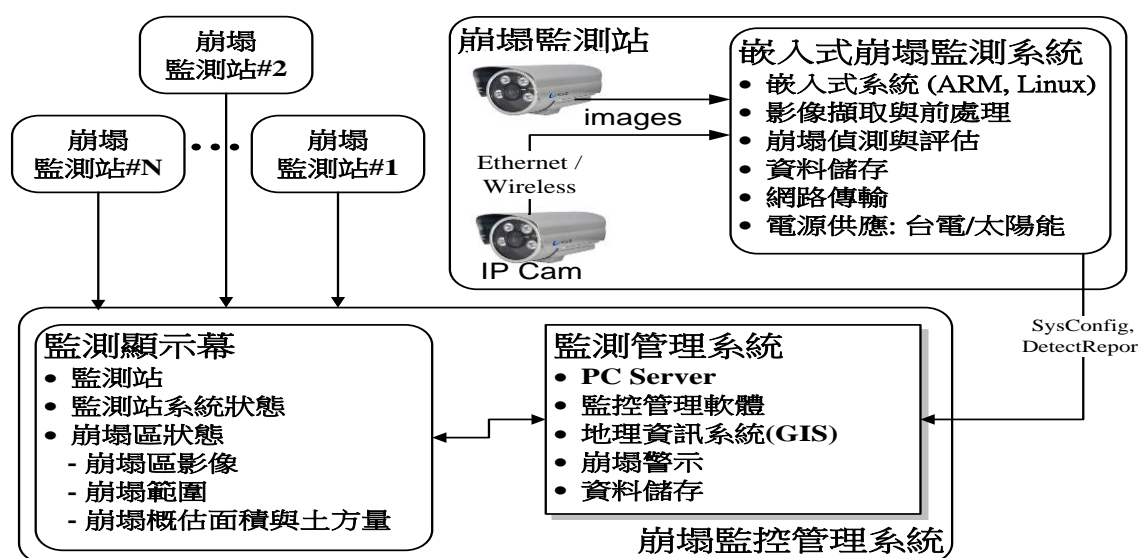 崩塌
監測站#2
崩塌
監測站#N
•••
崩塌
監測站#1
崩塌監測站
images
Ethernet /
Wireless
IP Cam
嵌入式崩塌監測系統
• 嵌入式系統 (ARM, Linux)
• 影像擷取與前處理
• 崩塌偵測與評估
• 資料儲存
• 網路傳輸
• 電源供應: 台電/太陽能
SysConfig,
DetectRepor
監測顯示幕
• 監測站
• 監測站系統狀態
• 崩塌區狀態
- 崩塌區影像
- 崩塌範圍
- 崩塌概估面積與土方量
監測管理系統
• PC Server
• 監控管理軟體
• 地理資訊系統(GIS)
• 崩塌警示
• 資料儲存
崩塌監控管理系統